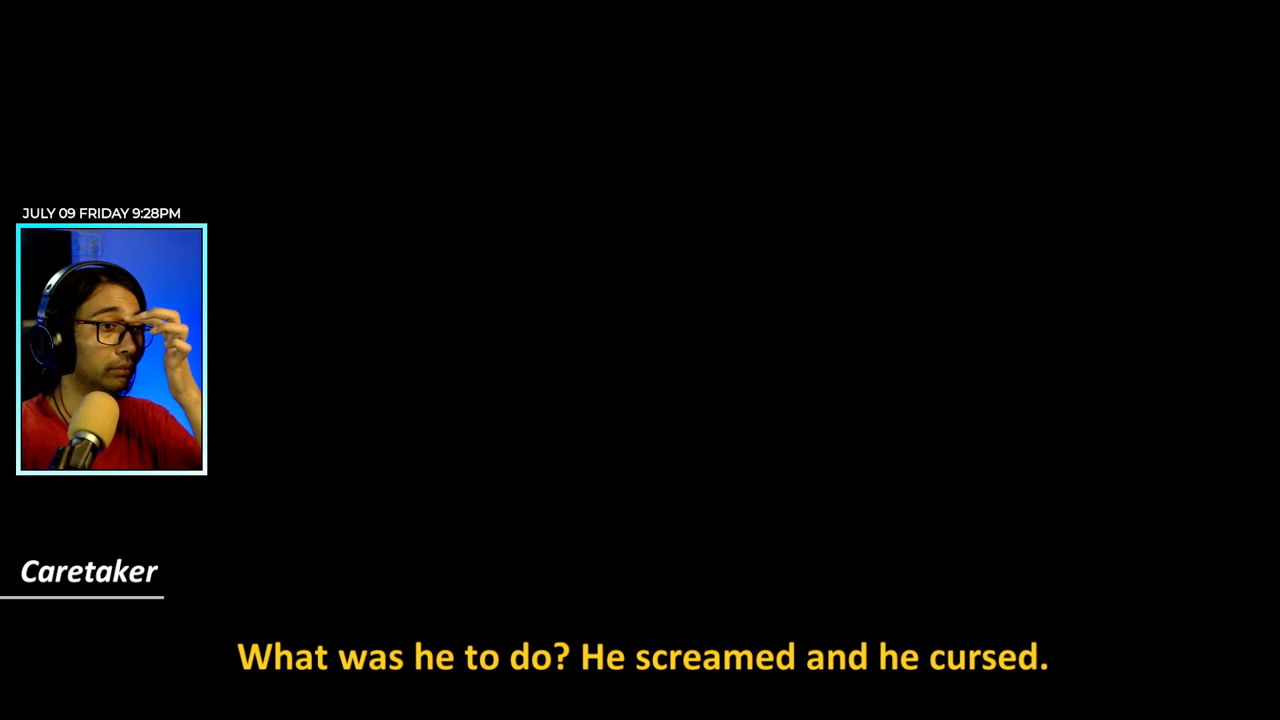 JULY 09 FRIDAY 9:28PM
Caretaker
What was he to do? He screamed and he cursed.